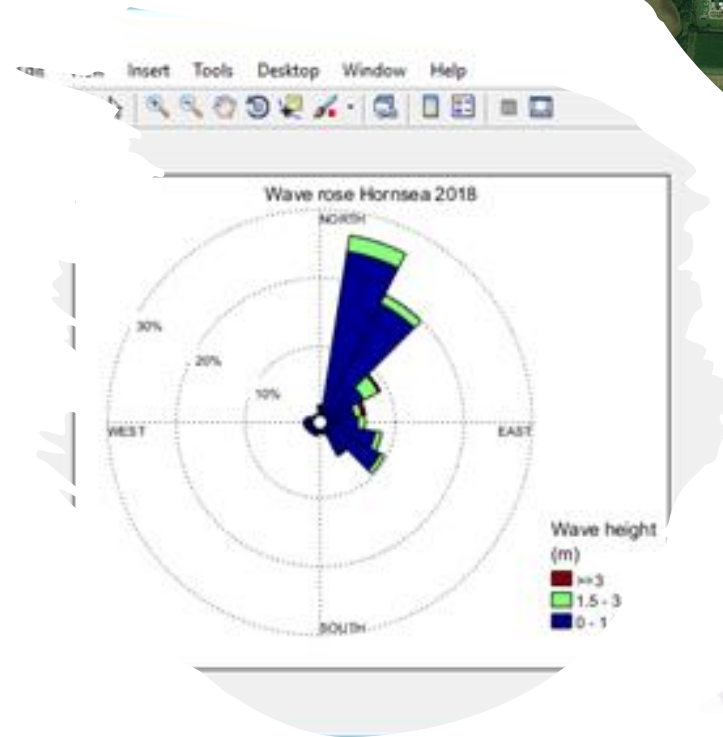 Insert Tools Desktop Window Help
Wave rose Hornsea 2018
NORTH
30%
20%
10%
WEST
EAST
SOUTH
Wave height
(m)
>=3
1.5 - 3
0 - 1